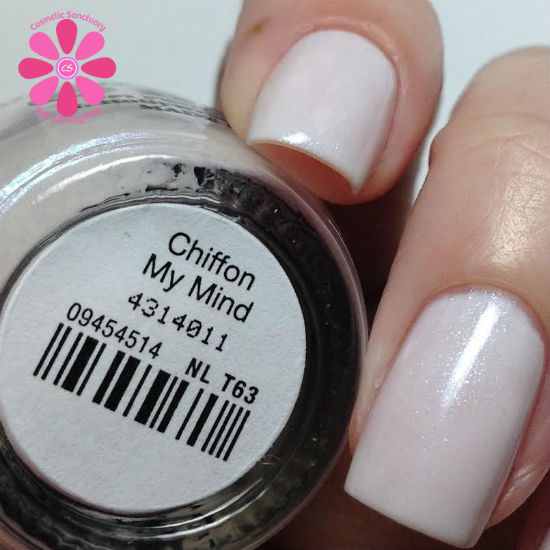 Cosmetic Sanctuary
CS
Chiffon
My Mind
4314011
09454514 NL T63